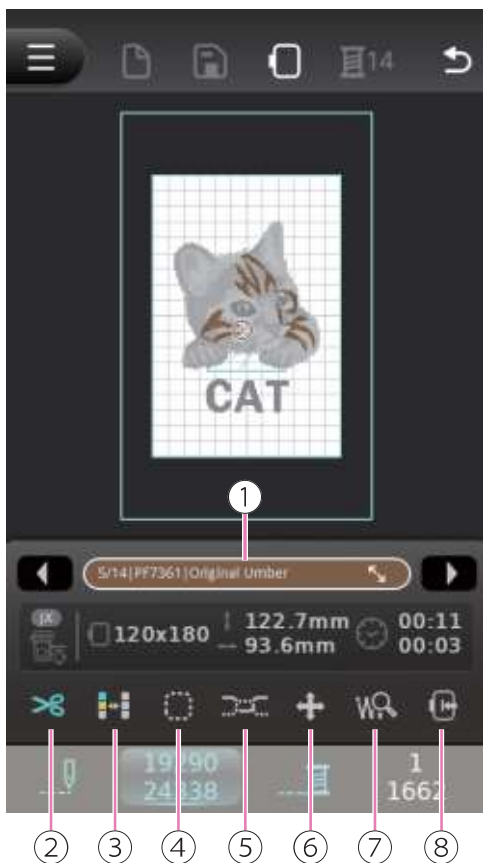 14
CAT
①
5/14|PF7361|Original Umber
JX
120x180
122.7mm
93.6mm
00:11
00:03
W
19290
24338
1
1662
② ③ ④ ⑤ ⑥ ⑦ ⑧